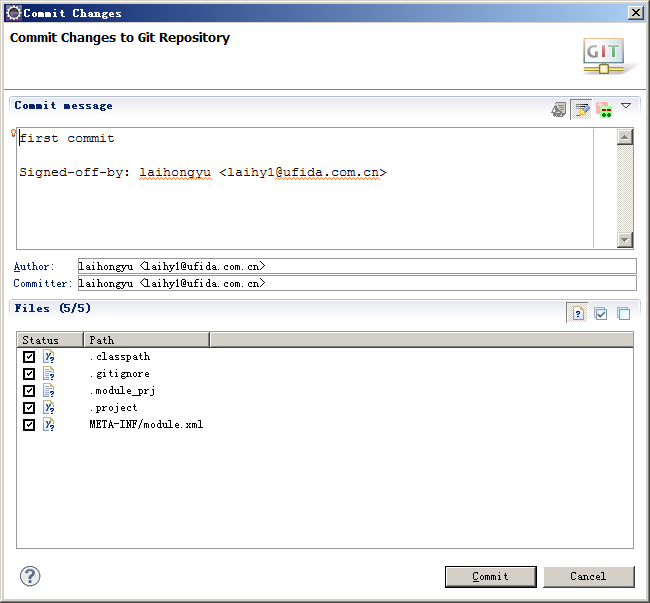 Commit Changes
Commit Changes to Git Repository
GIT
Commit message
first commit
Signed-off-by: laihongyu <laihy1@ufida.com.cn>
Author: laihongyu <laihy1@ufida.com.cn>
Committer: laihongyu <laihy1@ufida.com.cn>
Files (5/5)
Status Path
.classpath
.gitignore
.module_prj
.project
META-INF/module.xml
Commit Cancel